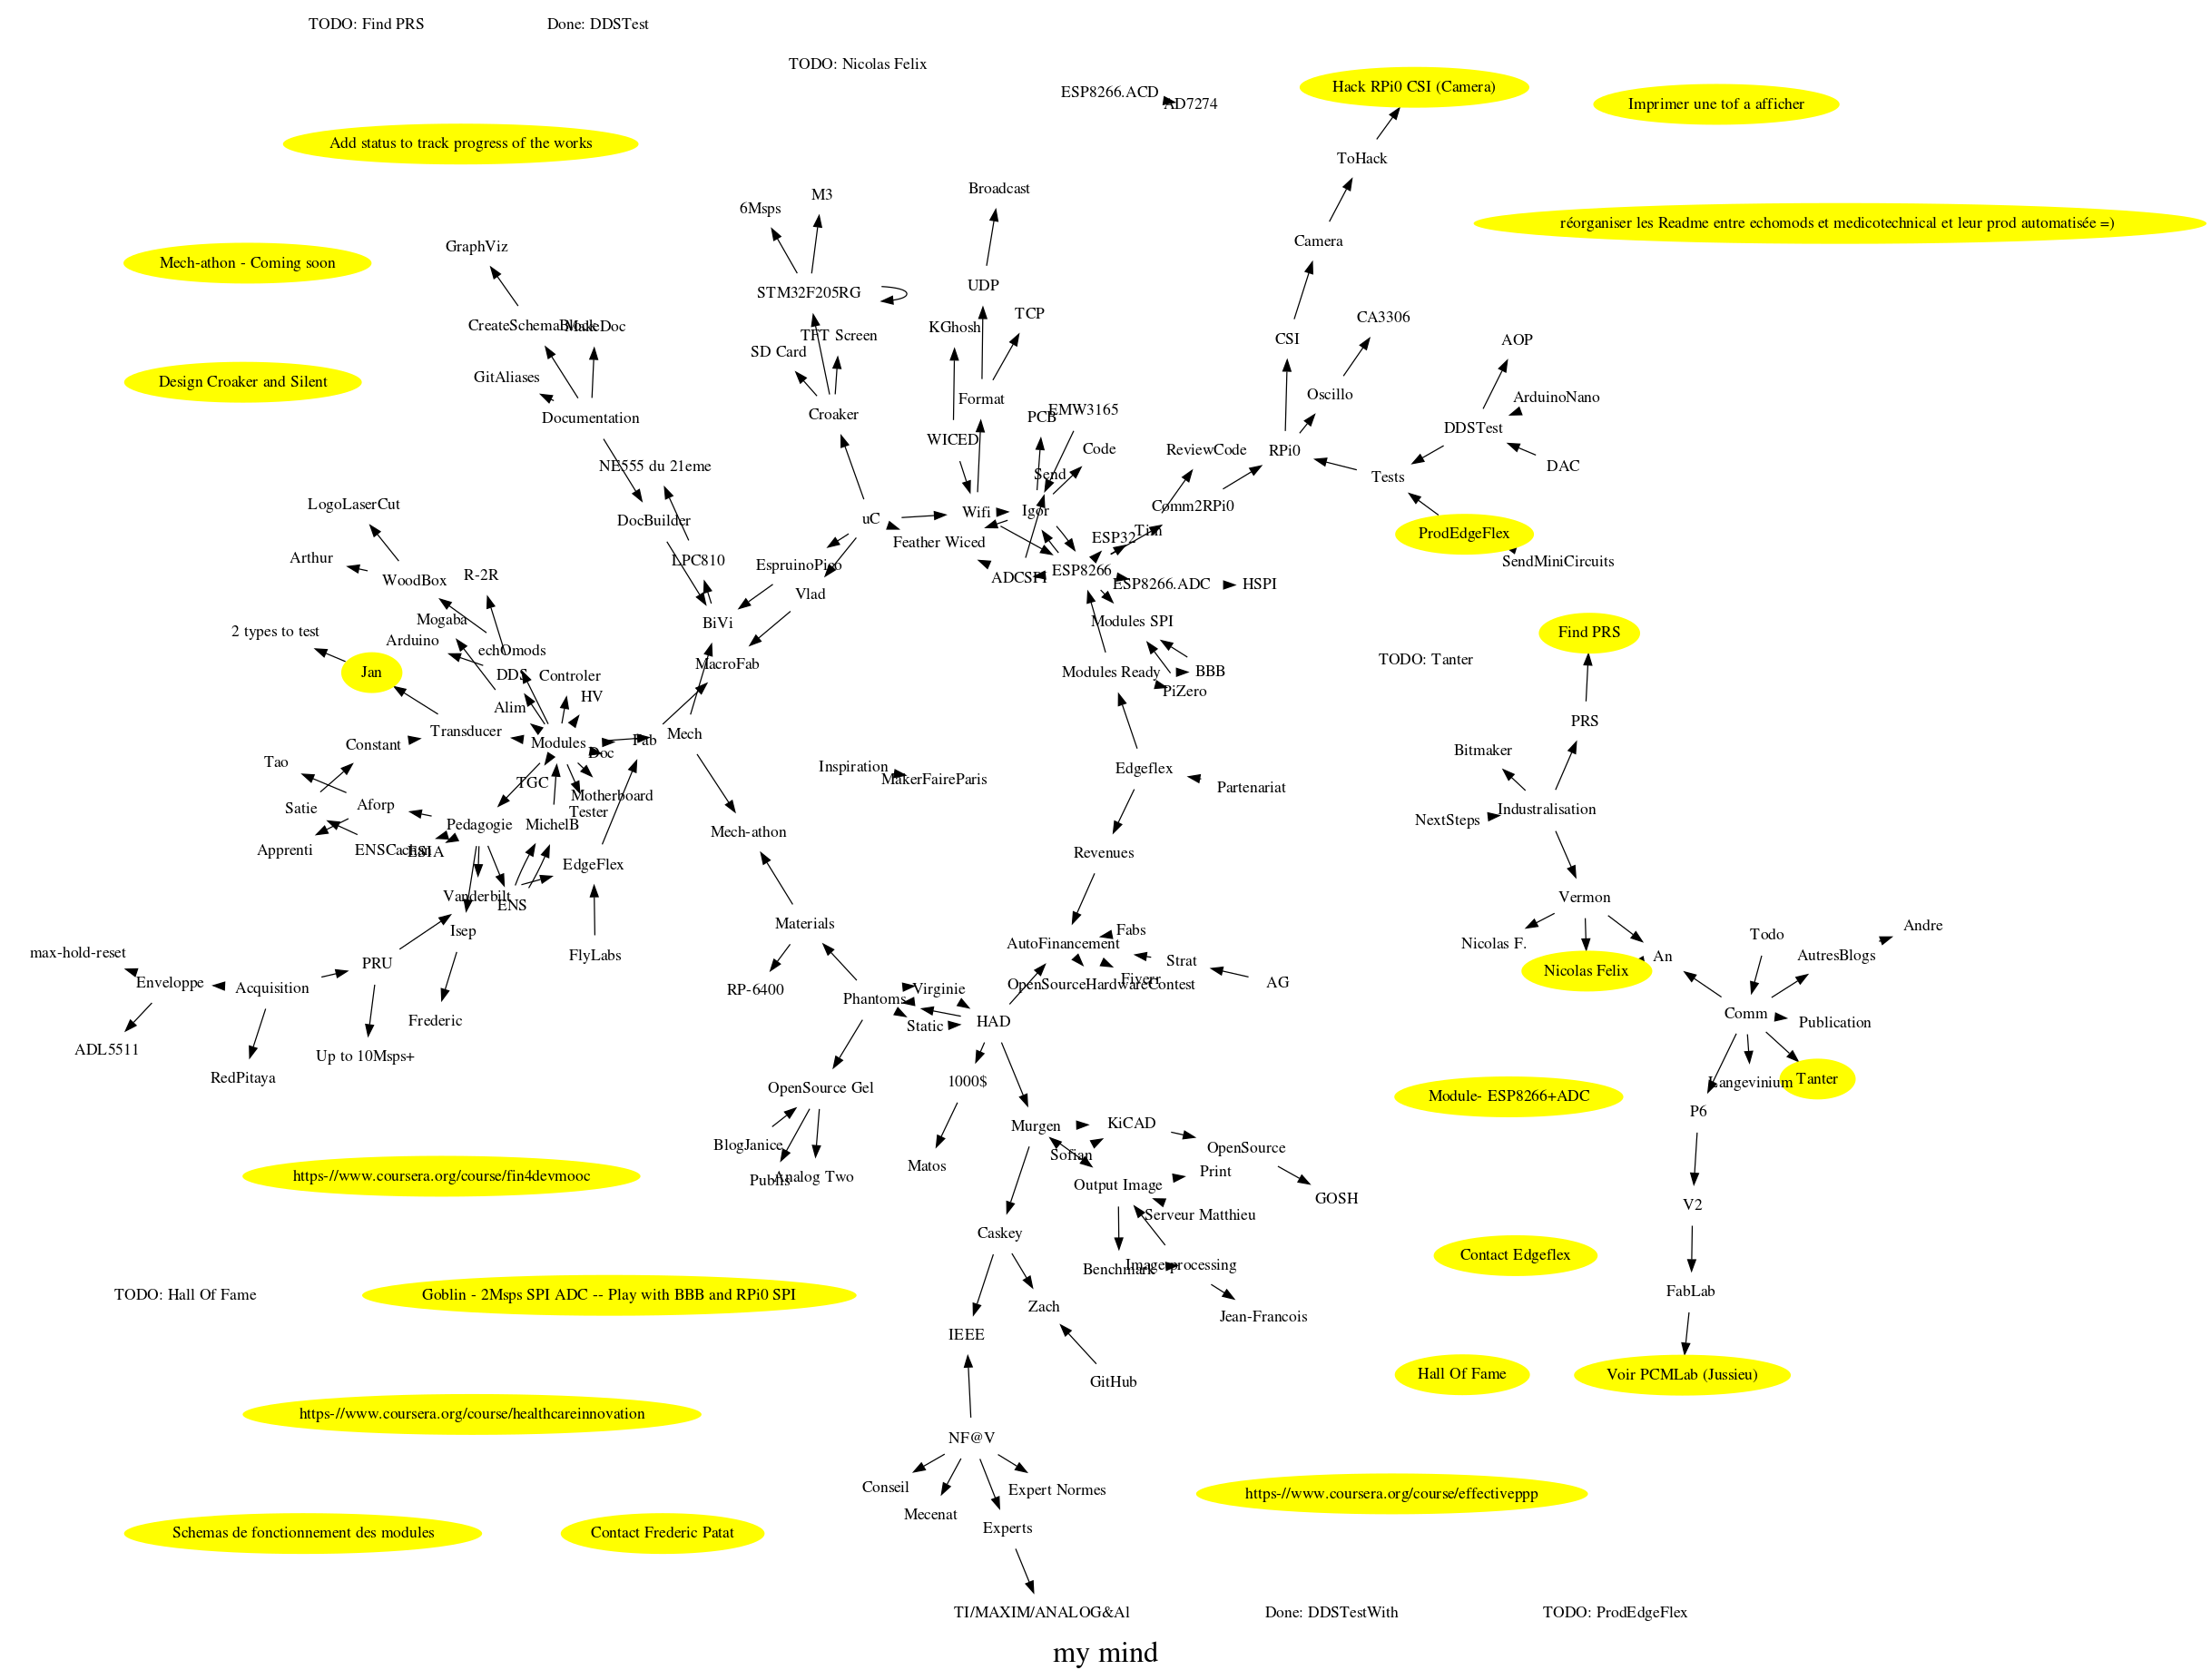 TODO: Find PRS
Done: DDSTest
TODO: Nicolas Felix
Hack RPi0 CSI (Camera)
ESP8266.ACD
AD7274
Imprimer une tof a afficher
Add status to track progress of the works
ToHack
Broadcast
M3
6Msps
réorganiser les Readme entre echomods et medicotechnical et leur prod automatisée =)
Camera
GraphViz
Mech-athon - Coming soon
UDP
STM32F205RG
TCP
CA3306
CreateSchemaBlock
MakeDoc
KGhosh
TFT Screen
CSI
AOP
SD Card
GitAliases
Design Croaker and Silent
Oscillo
ArduinoNano
Format
EMW3165
Croaker
PCB
Documentation
DDSTest
WICED
Code
ReviewCode
RPi0
NE555 du 21eme
DAC
Send
Tests
LogoLaserCut
Comm2RPi0
Wifi
Igor
uC
DocBuilder
Tim
ProdEdgeFlex
ESP32
Feather Wiced
Arthur
LPC810
EspruinoPico
SendMiniCircuits
ESP8266
R-2R
WoodBox
ADCSPI
ESP8266.ADC
HSPI
Vlad
Mogaba
BiVi
Modules SPI
2 types to test
Find PRS
Arduino
echOmods
TODO: Tanter
MacroFab
Jan
DDS
Controler
Modules Ready
BBB
PiZero
HV
Alim
PRS
Transducer
Mech
Fab
Constant
Modules
Doc
Bitmaker
Tao
Inspiration
Edgeflex
MakerFaireParis
TGC
Partenariat
Motherboard
Satie
Aforp
Tester
Industralisation
NextSteps
Pedagogie
MichelB
Mech-athon
Apprenti
ENSCachan
ESIA
Revenues
EdgeFlex
Vanderbilt
ENS
Vermon
Materials
Isep
Fabs
Andre
Todo
AutoFinancement
Nicolas F.
max-hold-reset
FlyLabs
An
AutresBlogs
PRU
Strat
Nicolas Felix
Enveloppe
Acquisition
RP-6400
Virginie
Fiverr
OpenSourceHardwareContest
AG
Phantoms
Comm
Frederic
Static
HAD
Publication
ADL5511
Up to 10Msps+
RedPitaya
OpenSource Gel
1000$
Langevinium
Tanter
Module- ESP8266+ADC
P6
Murgen
KiCAD
BlogJanice
Sofian
OpenSource
Matos
Publis
Analog Two
Print
https-//www.coursera.org/course/fin4devmooc
Output Image
GOSH
V2
Serveur Matthieu
Caskey
Contact Edgeflex
Benchmark
Imageprocessing
TODO: Hall Of Fame
Goblin - 2Msps SPI ADC -- Play with BBB and RPi0 SPI
FabLab
Zach
Jean-Francois
IEEE
Hall Of Fame
Voir PCMLab (Jussieu)
GitHub
https-//www.coursera.org/course/healthcareinnovation
NF@V
Conseil
Expert Normes
https-//www.coursera.org/course/effectiveppp
Mecenat
Experts
Schemas de fonctionnement des modules
Contact Frederic Patat
TI/MAXIM/ANALOG&Al
Done: DDSTestWith
TODO: ProdEdgeFlex
my mind